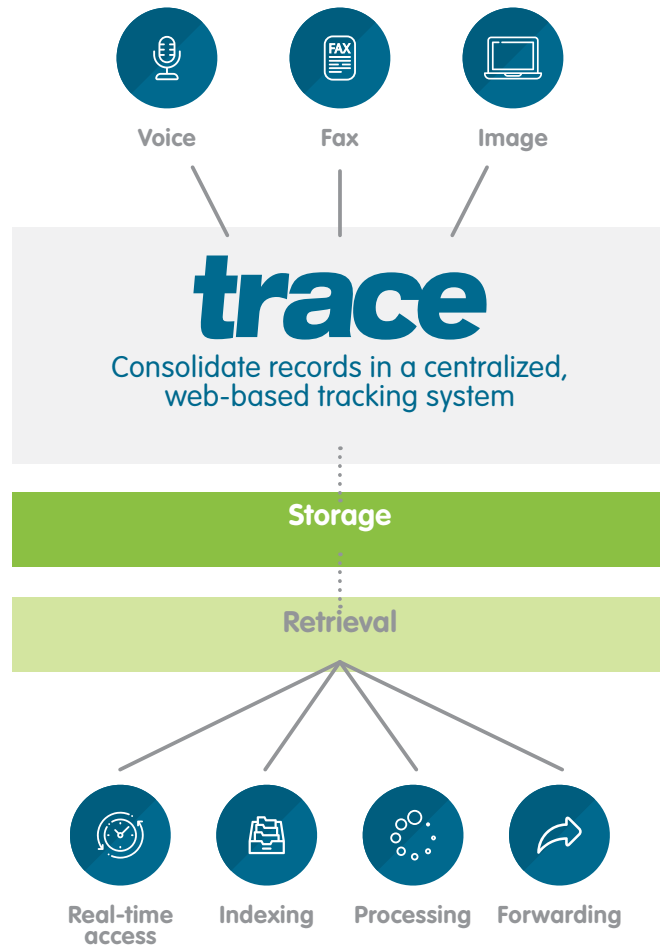 FAX
Voice
Fax
Image
trace
Consolidate records in a centralized,
web-based tracking system
Storage
Retrieval
Real-time
access
Indexing
Processing
Forwarding